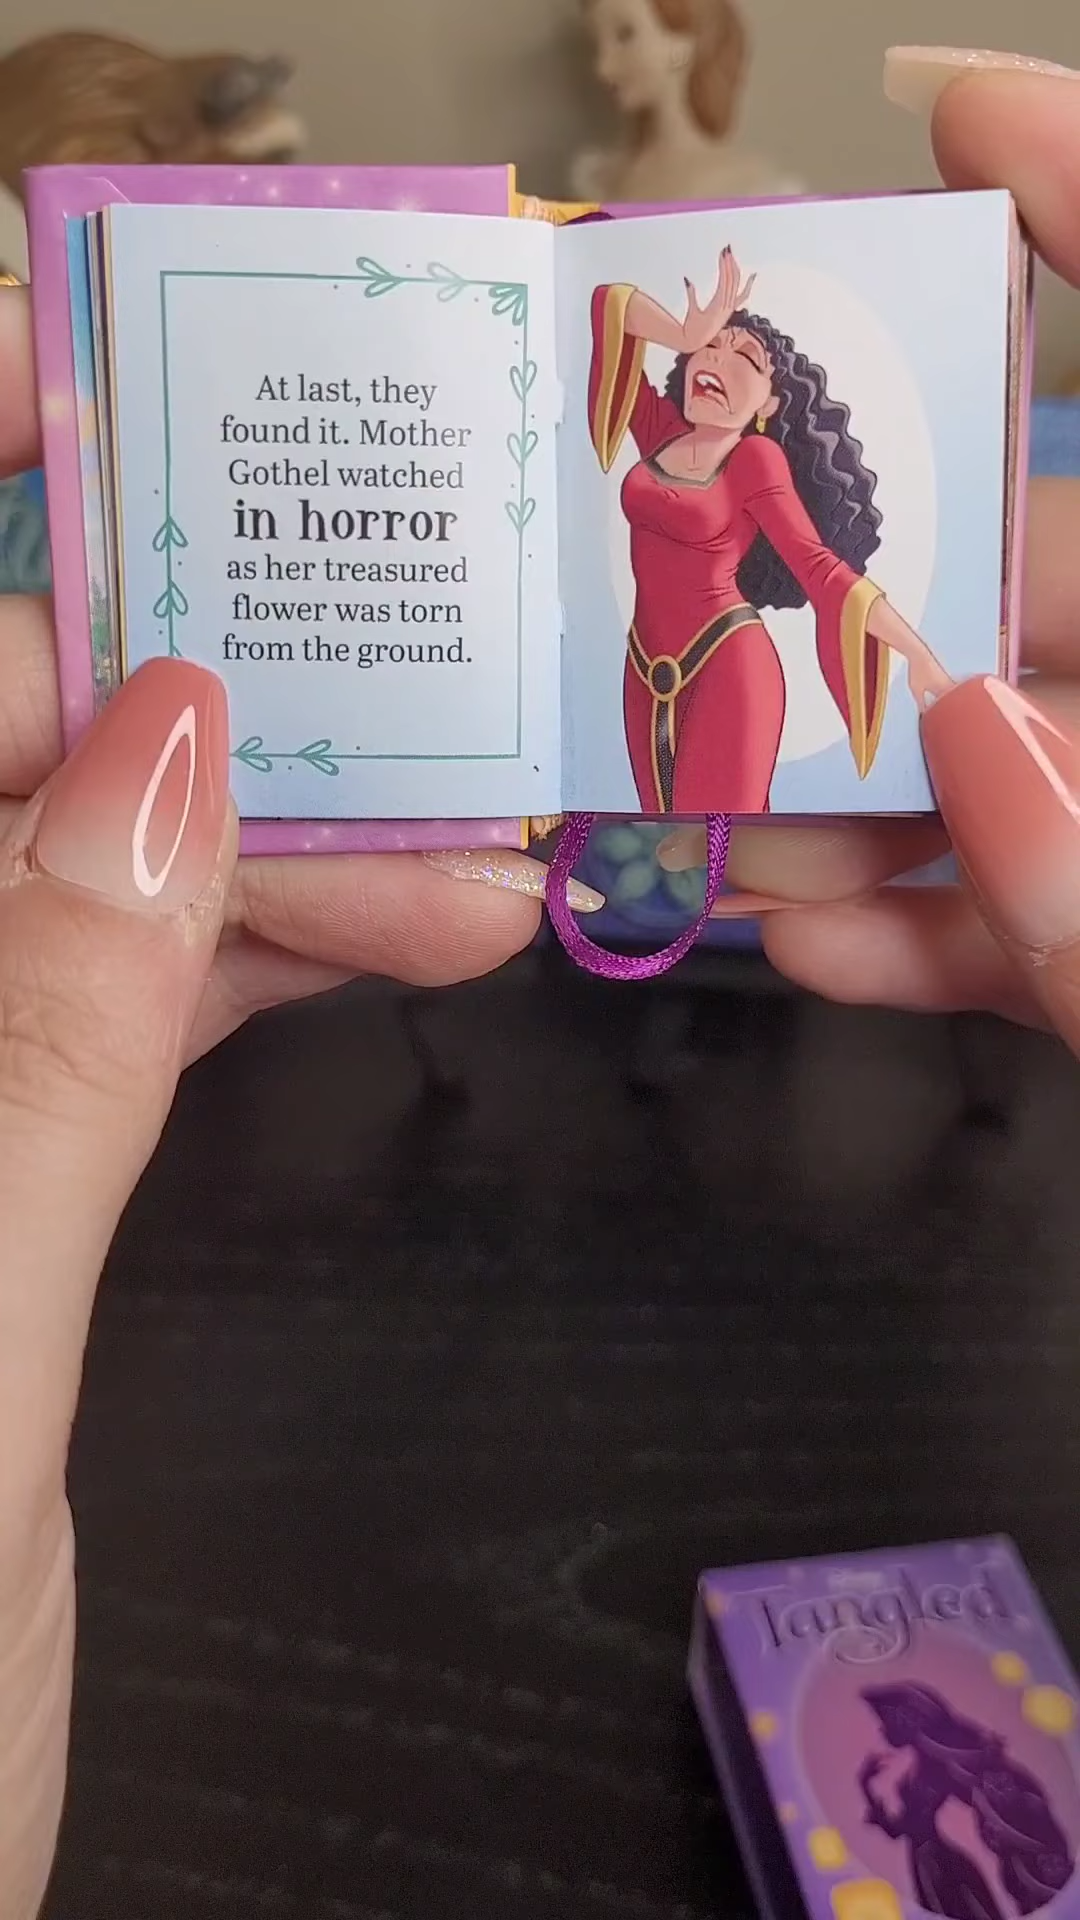 At last, they
found it. Mother
Gothel watched
in horror
as her treasured
flower was torn
from the ground.
Tangled